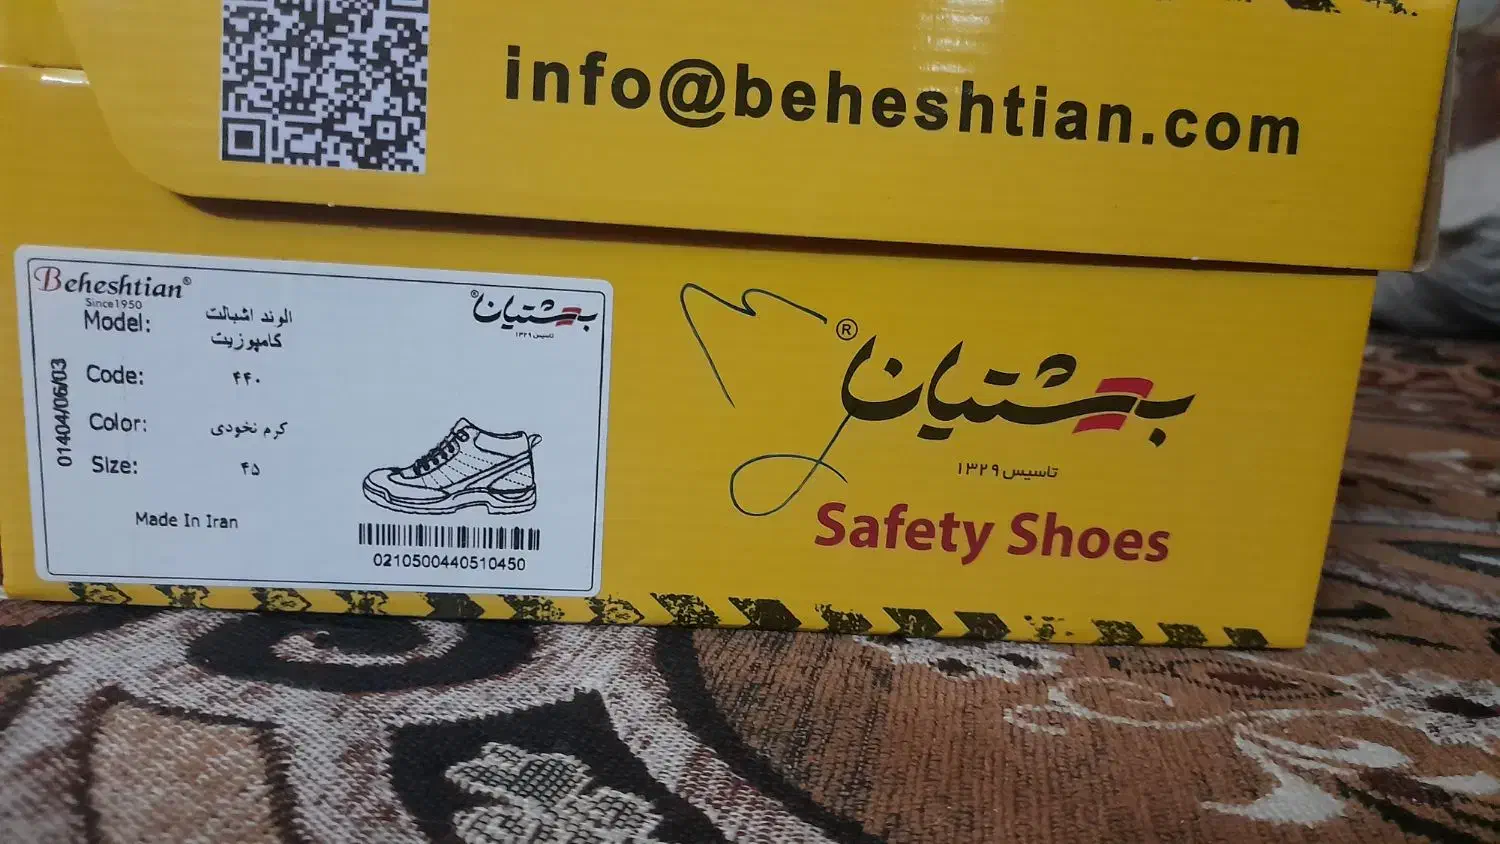 info@beheshtian.com
Beheshtian®
Since1950
Model: الوند اشبالت
کامپوزیت
Code: ۴۴۰
Color: کرم نخودی
Size: ۴۵
Made In Iran
01404/06/03
بهشتیان®
تاسیس ۱۳۲۹
0210500440510450
بهشتیان®
تاسیس ۱۳۲۹
Safety Shoes